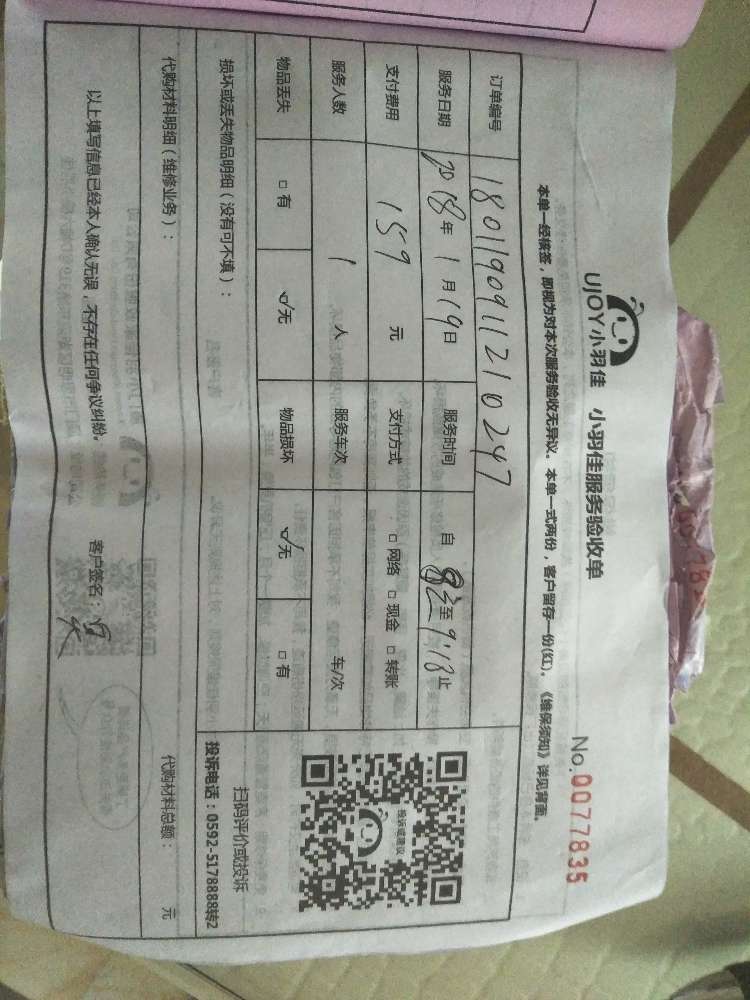 UJOY小羽佳 小羽佳服务验收单
No.0077835
本单一经核签，即视为对本次服务验收无异议。本单一式两份，客户留存一份(红)。《维保须知》详见背面。
订单编号 180119091121 0247
服务日期 2018年 1月19日 服务时间 自 至 9:18止
支付费用 159 元 支付方式 □网络 □现金 □转账
服务人数 1 人 服务车次 车/次
物品丢失 □有 ☑无 物品损坏 ☑无 □有
损坏或丢失物品明细（没有可不填）：
代购材料明细（维修业务）： 代购材料总额： 元
以上填写信息已经本人确认无误，不存在任何争议纠纷。 客户签名：
投诉或建议
扫码评价或投诉
投诉电话：0592-5178888转2